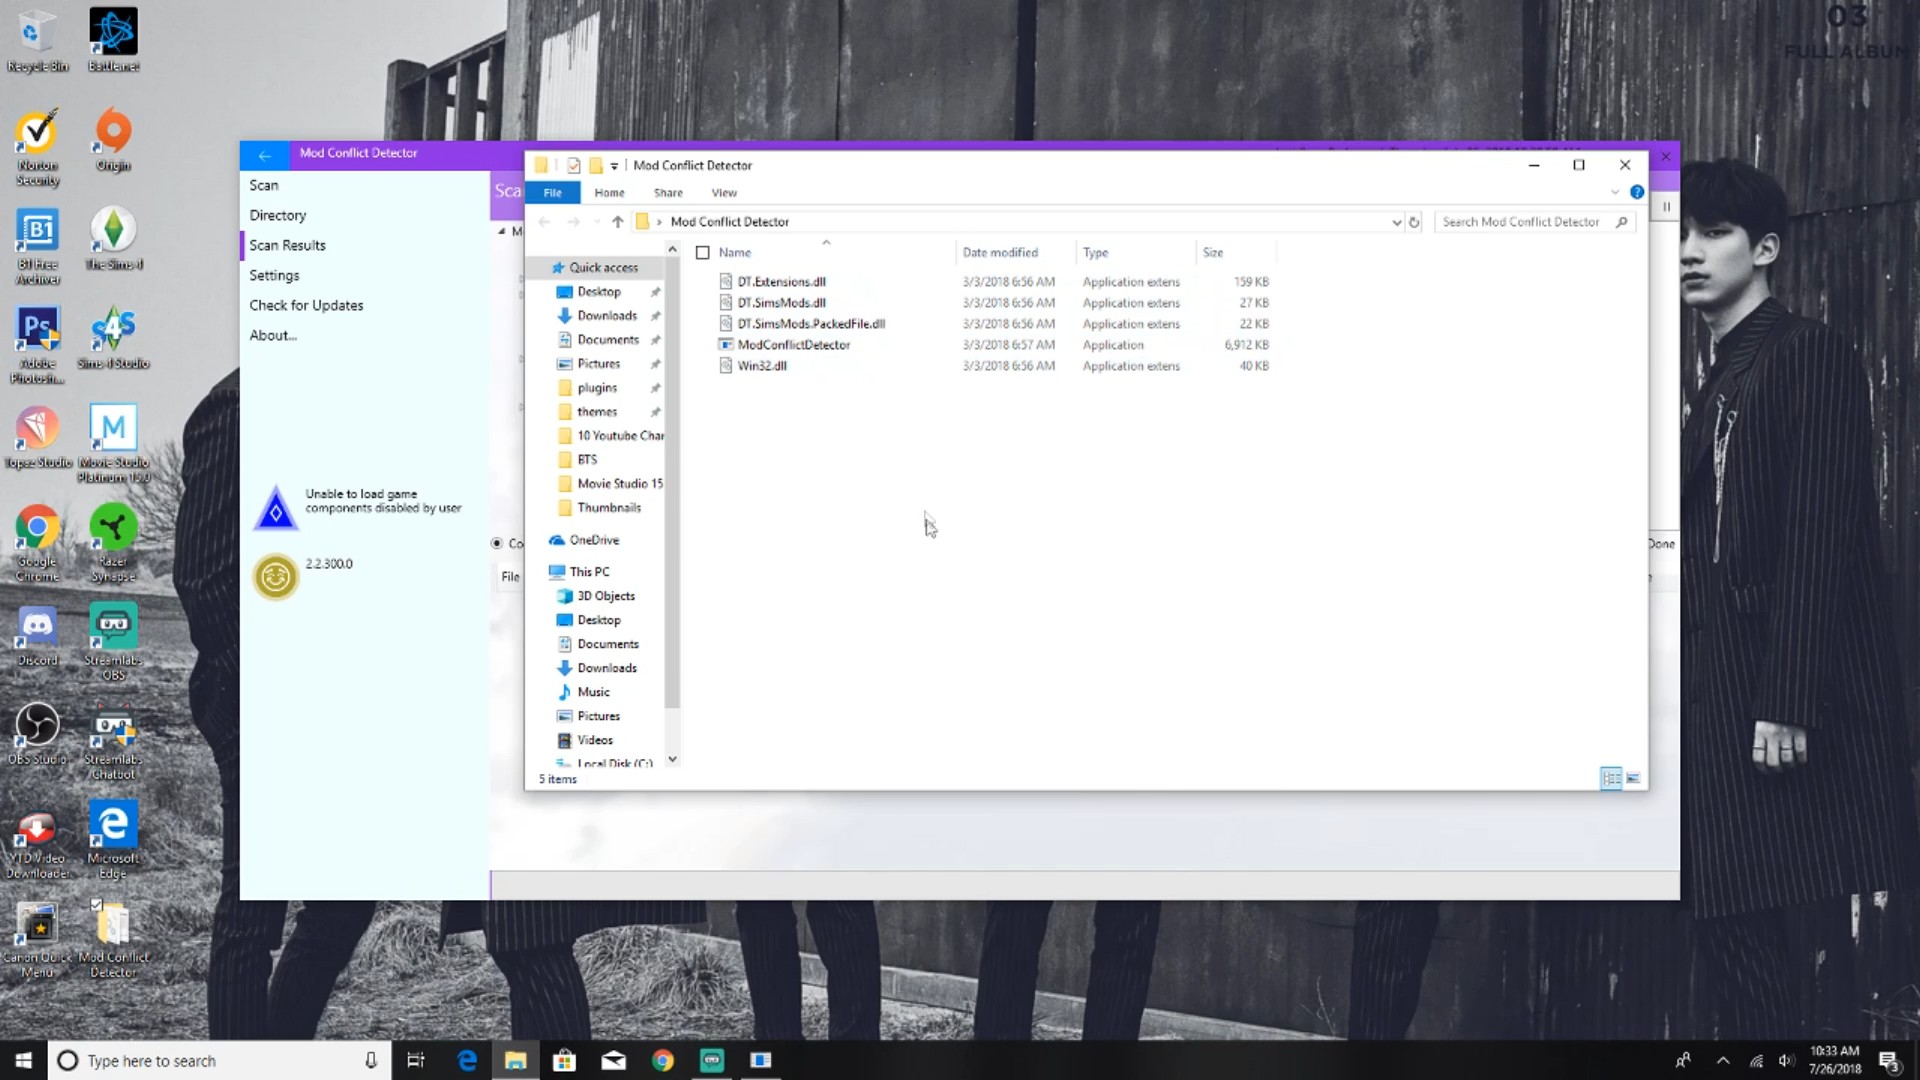 03
FULL ALBUM
Recycle Bin
Battle.net
Norton
Security
Origin
B1 Free
Archiver
The Sims 4
Adobe
Photosh...
Sims 4 Studio
Topaz Studio
Movie Studio
Platinum 15.0
Google
Chrome
Razer
Synapse
Discord
Streamlabs
OBS
OBS Studio
Streamlabs
Chatbot
YTD Video
Downloader
Microsoft
Edge
Canon Quick
Menu
Mod Conflict
Detector
Mod Conflict Detector
Scan
Directory
Scan Results
Settings
Check for Updates
About...
Unable to load game
components disabled by user
2.2.300.0
Sca
M
Co
File
Done
Mod Conflict Detector
File Home Share View
Mod Conflict Detector
Search Mod Conflict Detector
Name Date modified Type Size
DT.Extensions.dll 3/3/2018 6:56 AM Application extens 159 KB
DT.SimsMods.dll 3/3/2018 6:56 AM Application extens 27 KB
DT.SimsMods.PackedFile.dll 3/3/2018 6:56 AM Application extens 22 KB
ModConflictDetector 3/3/2018 6:57 AM Application 6,912 KB
Win32.dll 3/3/2018 6:56 AM Application extens 40 KB
Quick access
Desktop
Downloads
Documents
Pictures
plugins
themes
10 Youtube Char
BTS
Movie Studio 15
Thumbnails
OneDrive
This PC
3D Objects
Desktop
Documents
Downloads
Music
Pictures
Videos
Local Disk (C:)
5 items
Type here to search
10:33 AM
7/26/2018
3